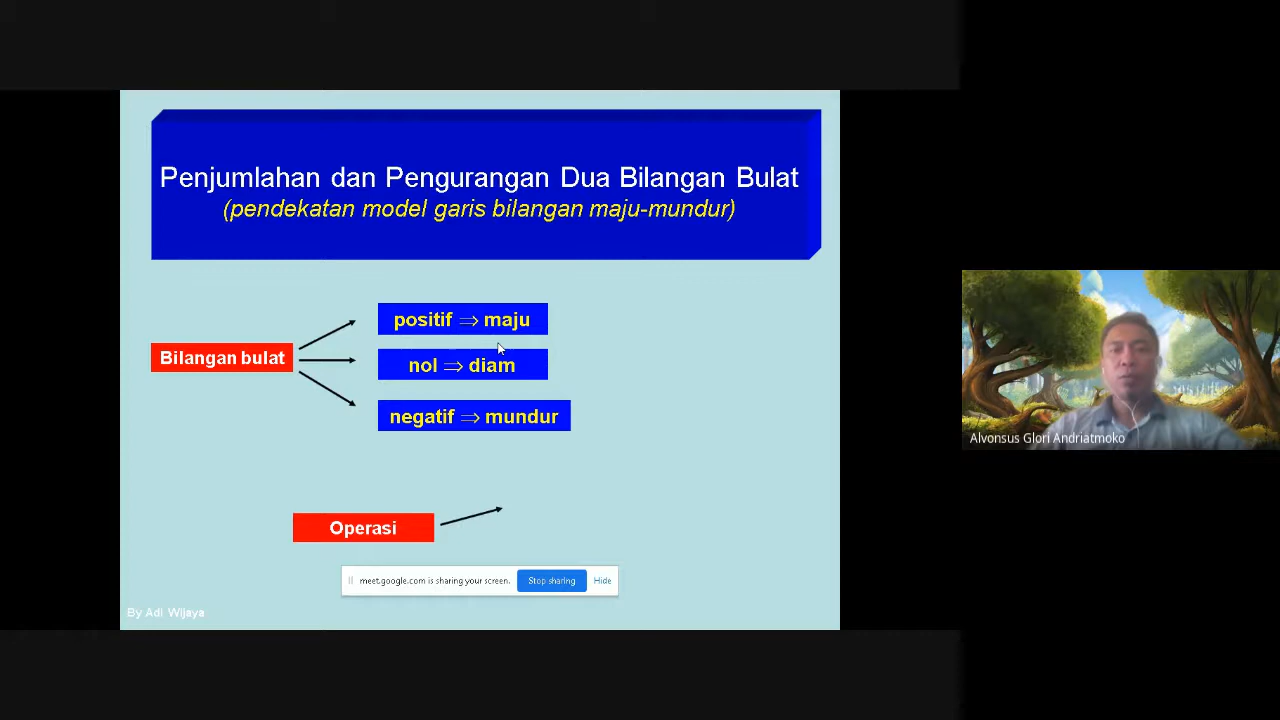 Penjumlahan dan Pengurangan Dua Bilangan Bulat
(pendekatan model garis bilangan maju-mundur)
positif ⇒ maju
Bilangan bulat
nol ⇒ diam
negatif ⇒ mundur
Operasi
meet.google.com is sharing your screen. Stop sharing Hide
By Adi Wijaya
Alvonsus Glori Andriatmoko